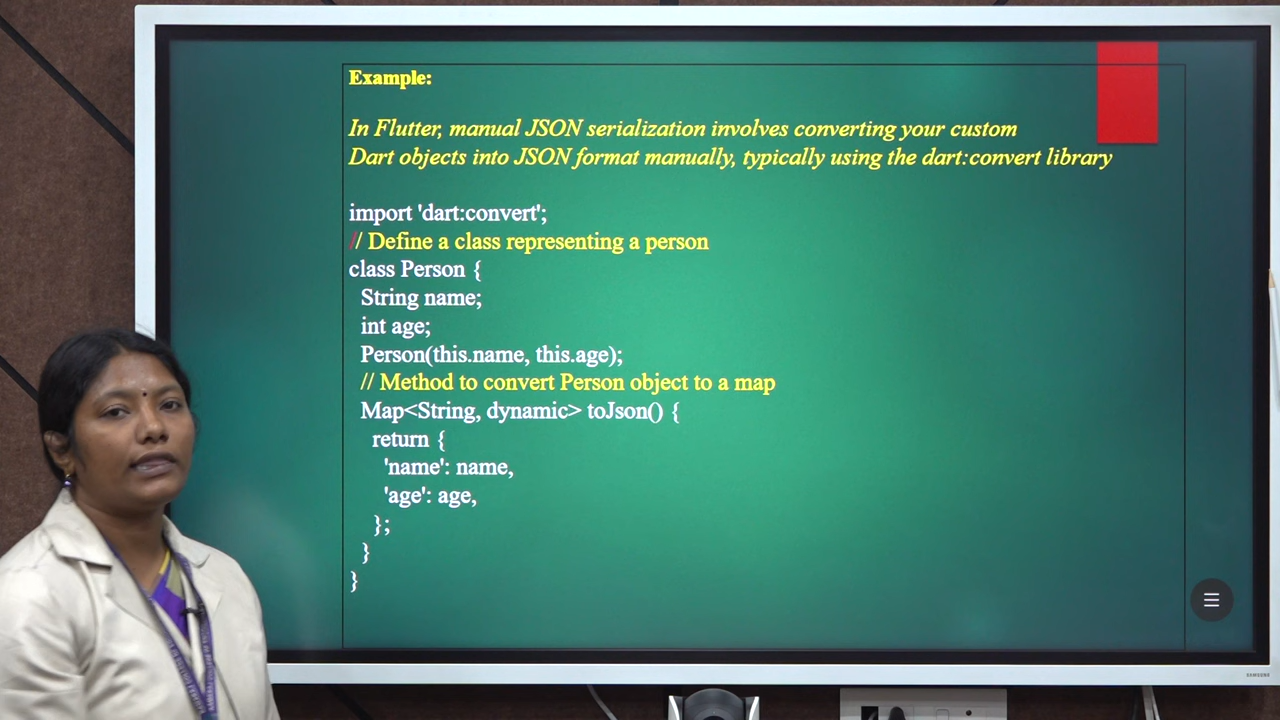 Example:
In Flutter, manual JSON serialization involves converting your custom
Dart objects into JSON format manually, typically using the dart:convert library
import 'dart:convert';
// Define a class representing a person
class Person {
String name;
int age;
Person(this.name, this.age);
// Method to convert Person object to a map
Map<String, dynamic> toJson() {
return {
'name': name,
'age': age,
};
}
}
SAMSUNG